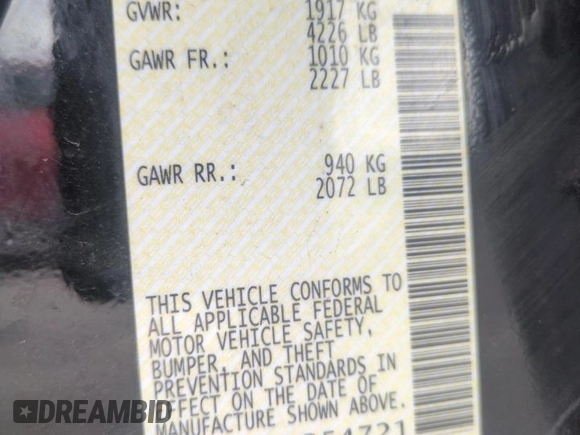 GVWR: 1917 KG
4226 LB
GAWR FR.: 1010 KG
2227 LB
GAWR RR.: 940 KG
2072 LB
THIS VEHICLE CONFORMS TO
ALL APPLICABLE FEDERAL
MOTOR VEHICLE SAFETY,
BUMPER, AND THEFT
PREVENTION STANDARDS IN
EFFECT ON THE DATE OF
MANUFACTURE SHOWN ABOVE.
DREAMBID